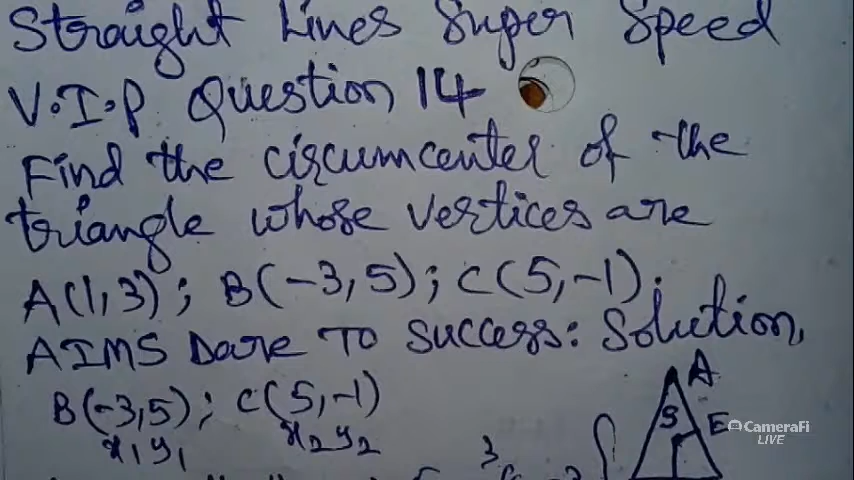 Straight Lines Super Speed
V.I.P Question 14
Find the circumcenter of the
triangle whose vertices are
A(1,3); B(-3,5); C(5,-1).
AIMS Dare To Success: Solution,
B(-3,5); C(5,-1)
x₁ y₁ x₂ y₂
A
S E
CameraFi
LIVE
3